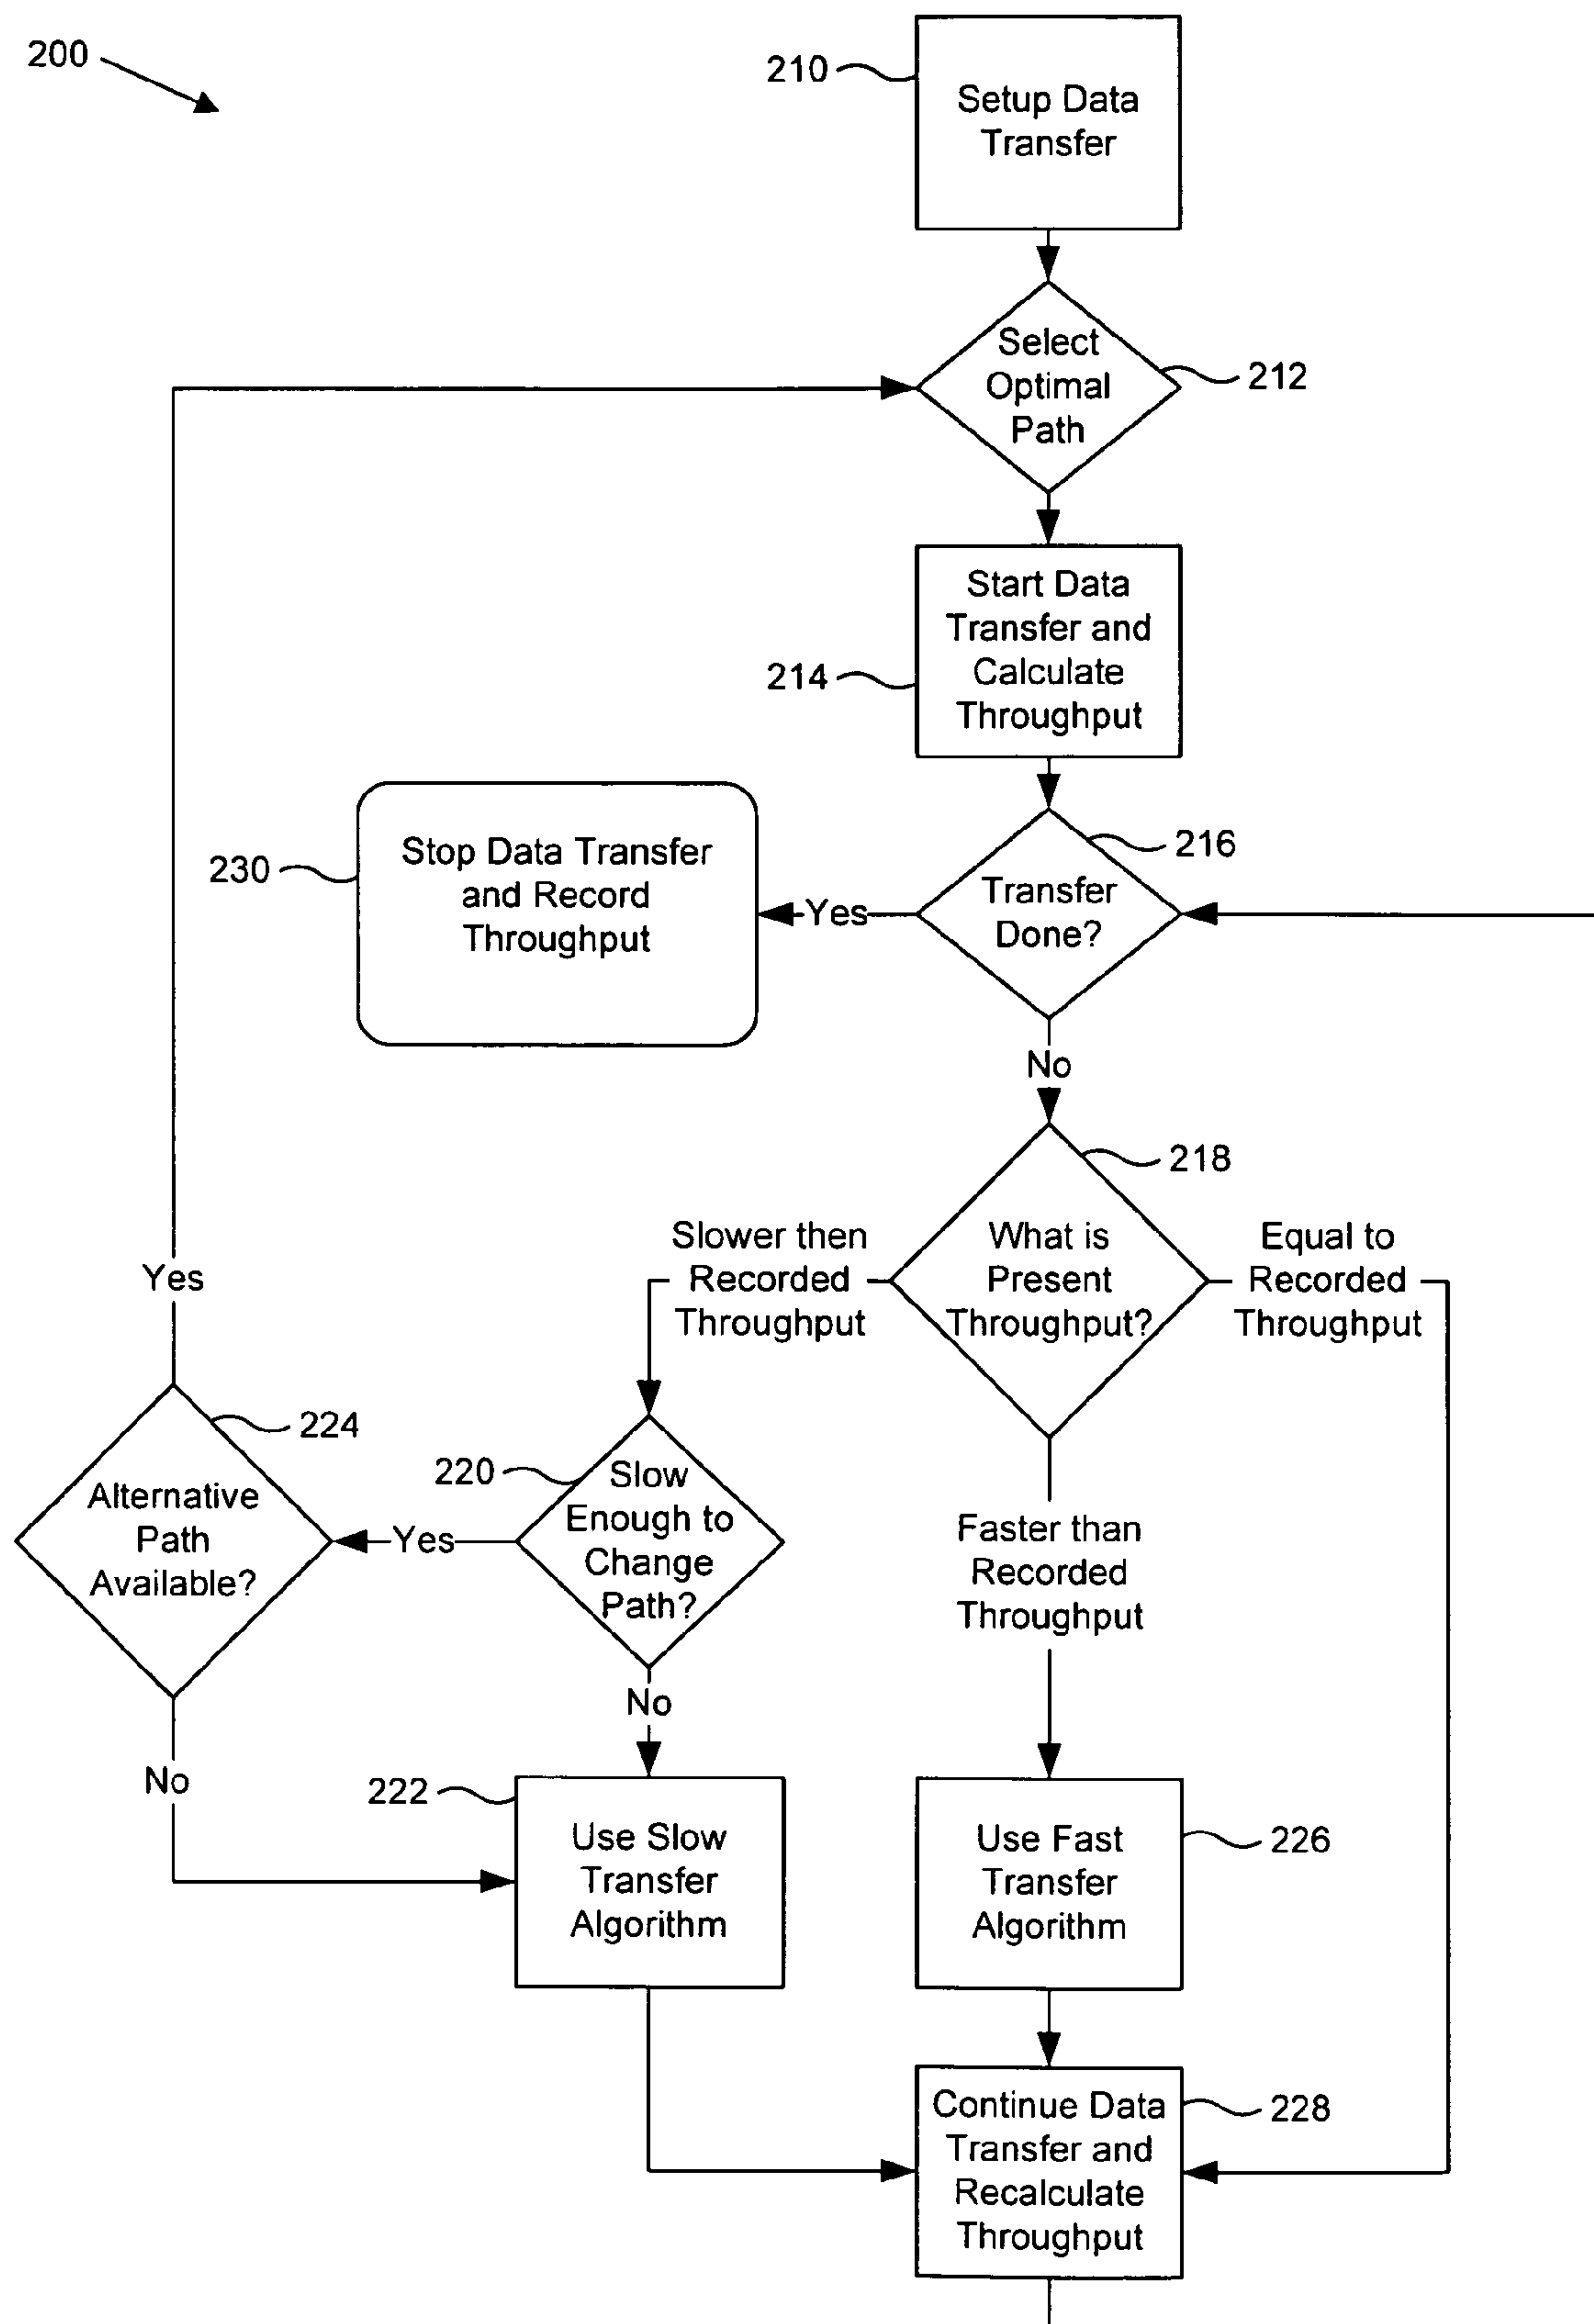 200
210
Setup Data
Transfer
Select
Optimal
Path
212
Start Data
Transfer and
Calculate
Throughput
214
216
Transfer
Done?
Yes
230
Stop Data Transfer
and Record
Throughput
No
218
What is
Present
Throughput?
Slower then
Recorded
Throughput
Equal to
Recorded
Throughput
Yes
224
Alternative
Path
Available?
220
Slow
Enough to
Change
Path?
Yes
Faster than
Recorded
Throughput
No
No
222
Use Slow
Transfer
Algorithm
Use Fast
Transfer
Algorithm
226
Continue Data
Transfer and
Recalculate
Throughput
228